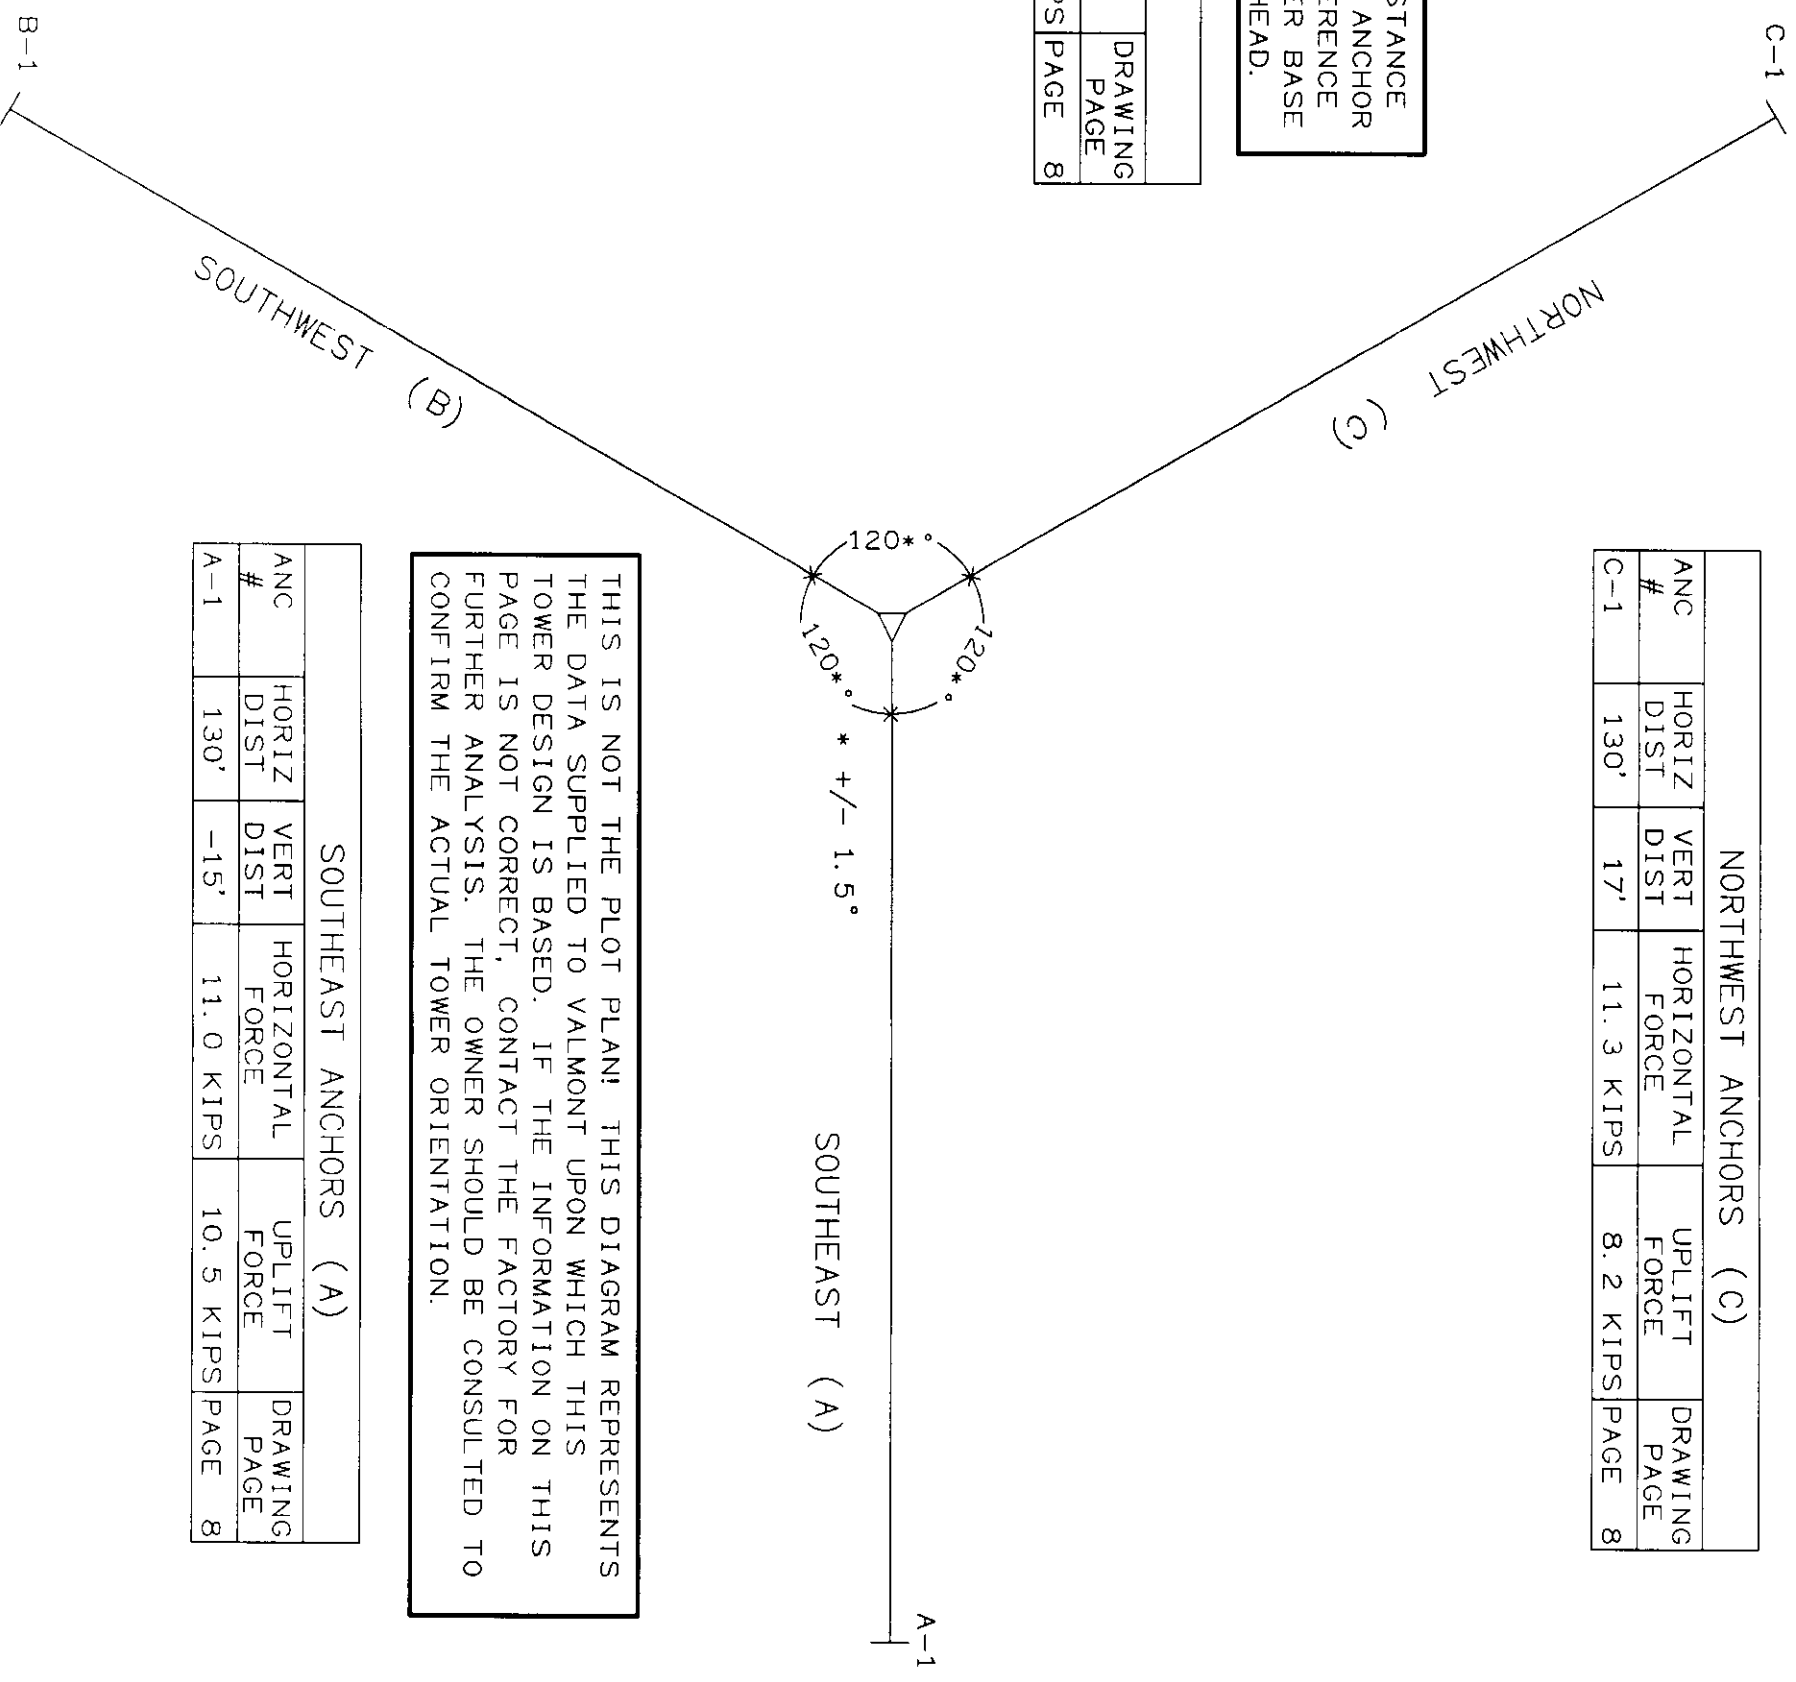 C-1
STANCE
ANCHOR
ERENCE
ER BASE
HEAD.
DRAWING
PAGE
PS PAGE 8
B-1
NORTHWEST (C)
SOUTHWEST (B)
120*°
120*°
120*°
* +/- 1.5°
SOUTHEAST (A)
A-1
NORTHWEST ANCHORS (C)
ANC # HORIZ DIST VERT DIST HORIZONTAL FORCE UPLIFT FORCE DRAWING PAGE
C-1 130' 17' 11.3 KIPS 8.2 KIPS PAGE 8
THIS IS NOT THE PLOT PLAN! THIS DIAGRAM REPRESENTS
THE DATA SUPPLIED TO VALMONT UPON WHICH THIS
TOWER DESIGN IS BASED. IF THE INFORMATION ON THIS
PAGE IS NOT CORRECT, CONTACT THE FACTORY FOR
FURTHER ANALYSIS. THE OWNER SHOULD BE CONSULTED TO
CONFIRM THE ACTUAL TOWER ORIENTATION.
SOUTHEAST ANCHORS (A)
ANC # HORIZ DIST VERT DIST HORIZONTAL FORCE UPLIFT FORCE DRAWING PAGE
A-1 130' -15' 11.0 KIPS 10.5 KIPS PAGE 8